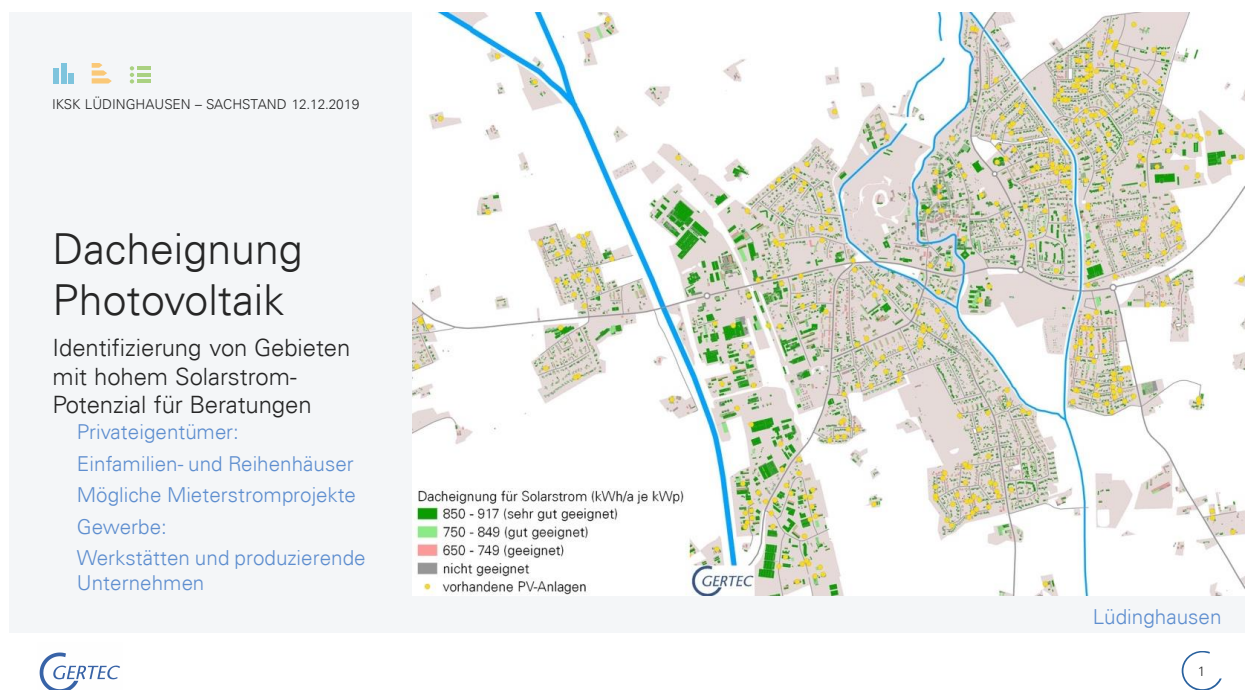 IKSK LÜDINGHAUSEN – SACHSTAND 12.12.2019
Dacheignung
Photovoltaik
Identifizierung von Gebieten
mit hohem Solarstrom-
Potenzial für Beratungen
Privateigentümer:
Einfamilien- und Reihenhäuser
Mögliche Mieterstromprojekte
Gewerbe:
Werkstätten und produzierende
Unternehmen
Dacheignung für Solarstrom (kWh/a je kWp)
850 - 917 (sehr gut geeignet)
750 - 849 (gut geeignet)
650 - 749 (geeignet)
nicht geeignet
vorhandene PV-Anlagen
GERTEC
Lüdinghausen
GERTEC
1